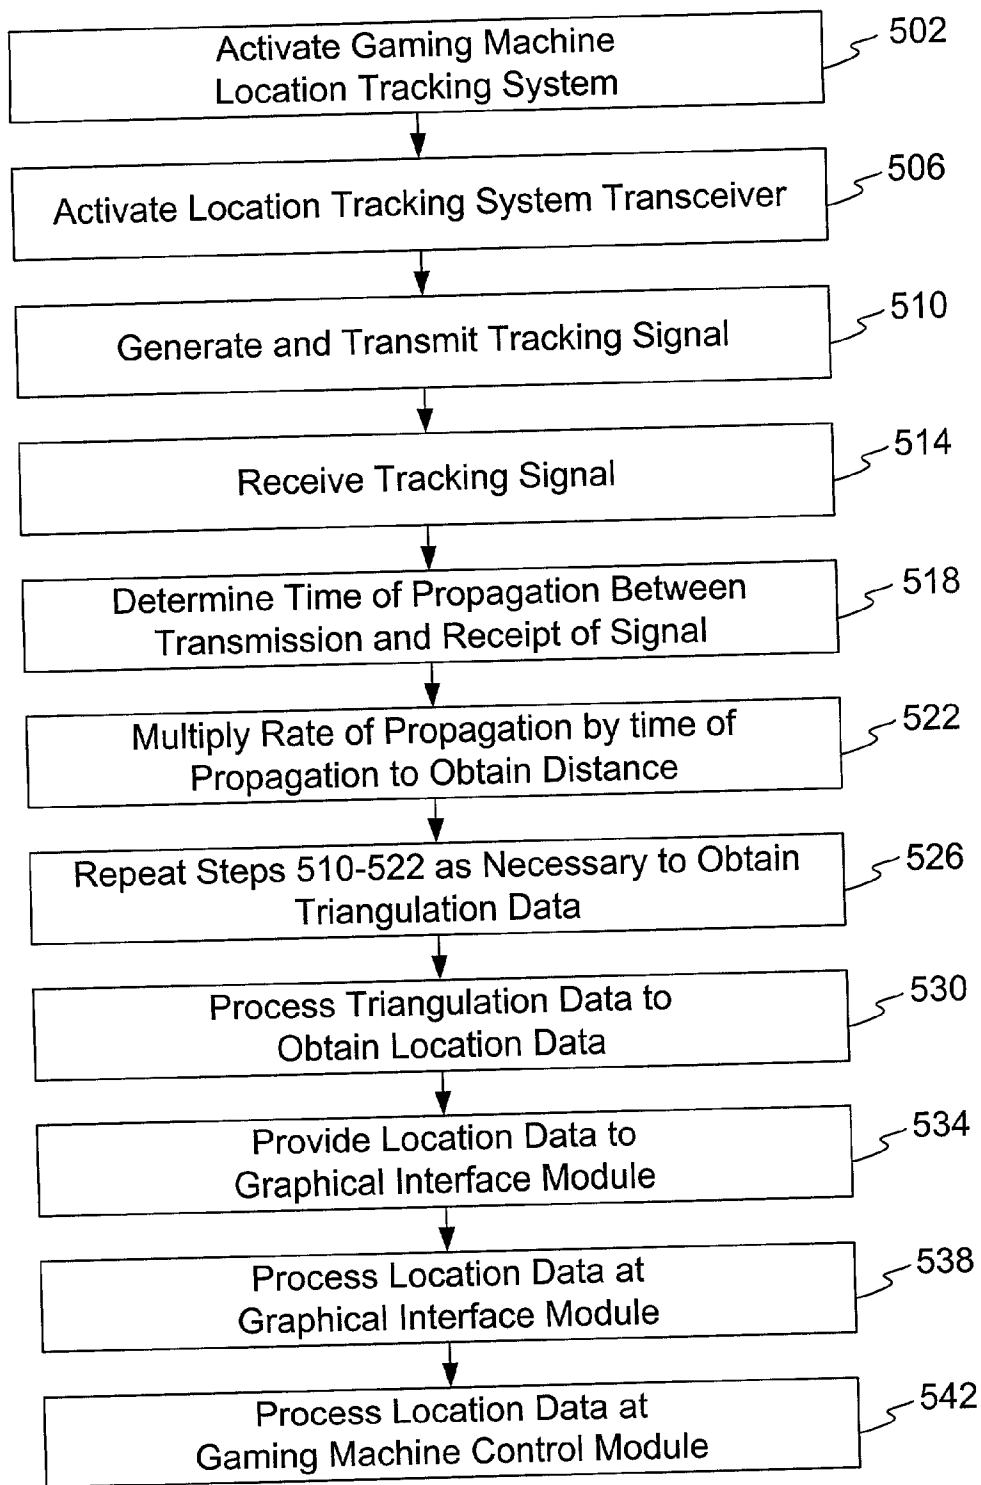 Activate Gaming Machine
Location Tracking System
502
Activate Location Tracking System Transceiver
506
Generate and Transmit Tracking Signal
510
Receive Tracking Signal
514
Determine Time of Propagation Between
Transmission and Receipt of Signal
518
Multiply Rate of Propagation by time of
Propagation to Obtain Distance
522
Repeat Steps 510-522 as Necessary to Obtain
Triangulation Data
526
Process Triangulation Data to
Obtain Location Data
530
Provide Location Data to
Graphical Interface Module
534
Process Location Data at
Graphical Interface Module
538
Process Location Data at
Gaming Machine Control Module
542